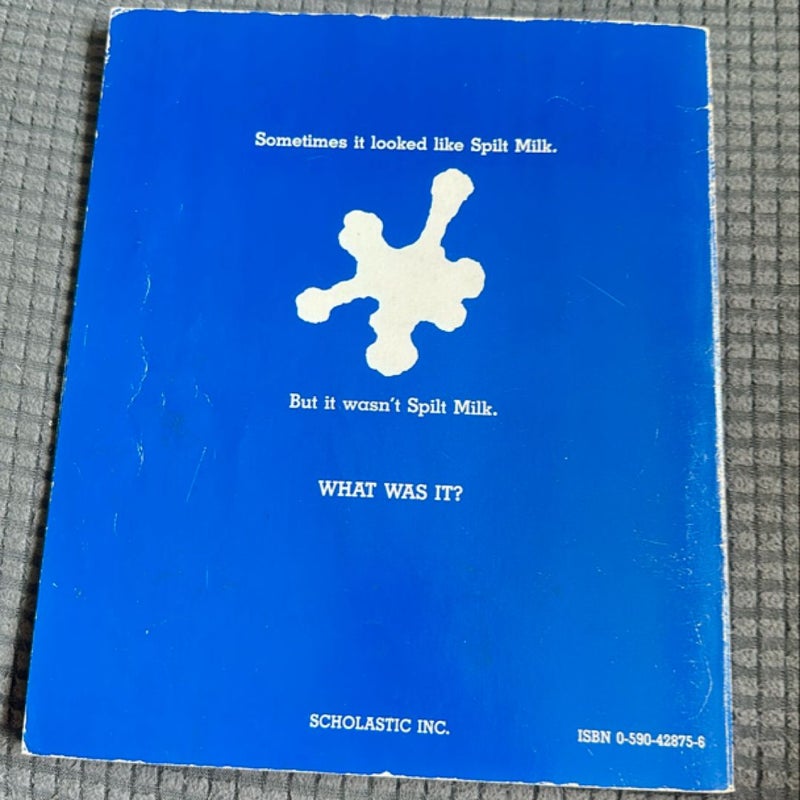 Sometimes it looked like Spilt Milk.
But it wasn't Spilt Milk.
WHAT WAS IT?
SCHOLASTIC INC.
ISBN 0-590-42875-6